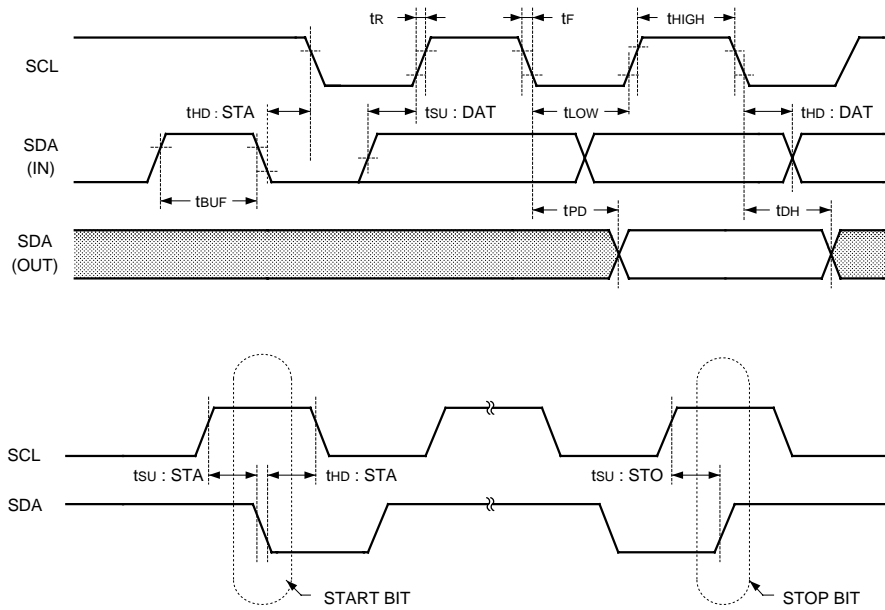 tR
tF
tHIGH
SCL
tHD : STA
tSU : DAT
tLOW
tHD : DAT
SDA
(IN)
tBUF
tPD
tDH
SDA
(OUT)
SCL
tSU : STA
tHD : STA
tSU : STO
SDA
START BIT
STOP BIT